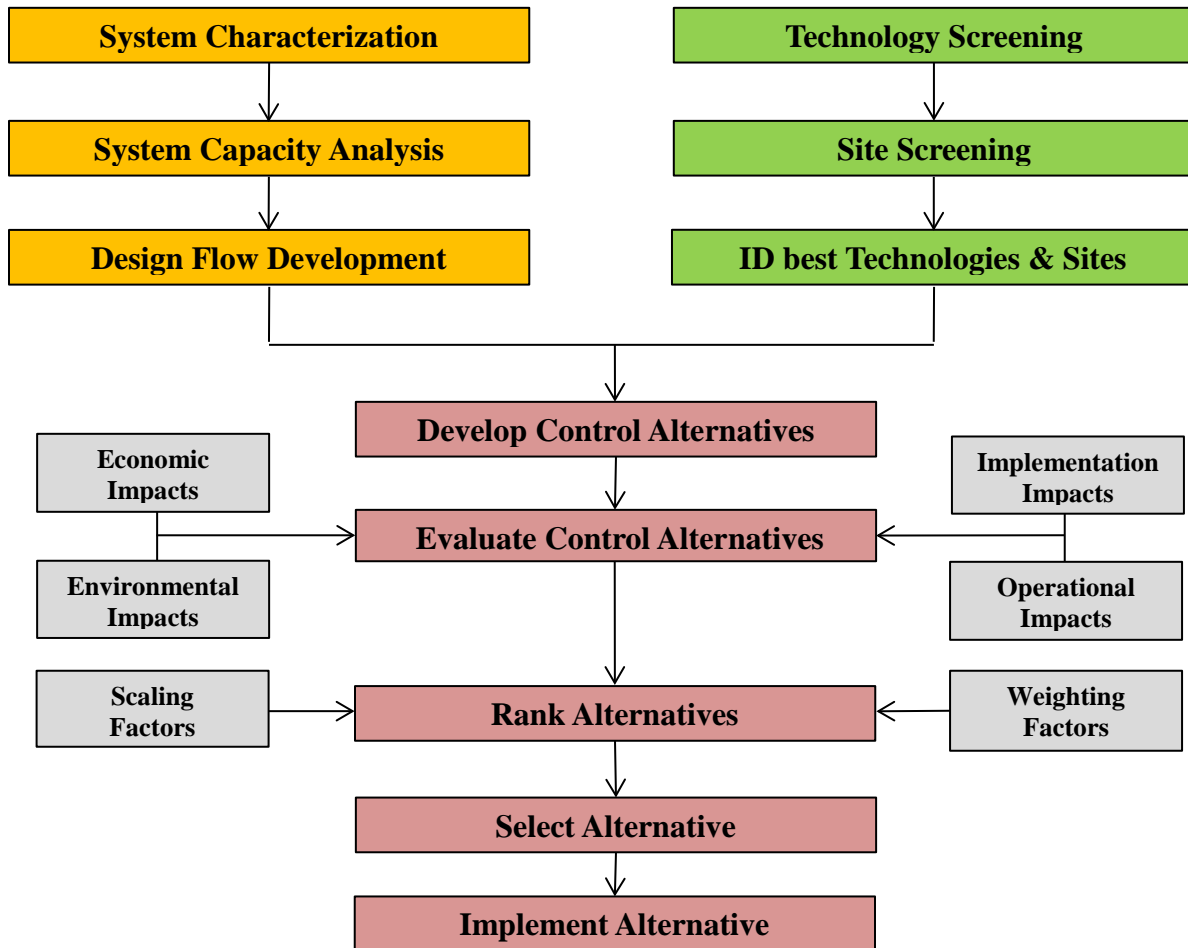 System Characterization
Technology Screening
System Capacity Analysis
Site Screening
Design Flow Development
ID best Technologies & Sites
Develop Control Alternatives
Economic
Impacts
Implementation
Impacts
Evaluate Control Alternatives
Environmental
Impacts
Operational
Impacts
Scaling
Factors
Rank Alternatives
Weighting
Factors
Select Alternative
Implement Alternative